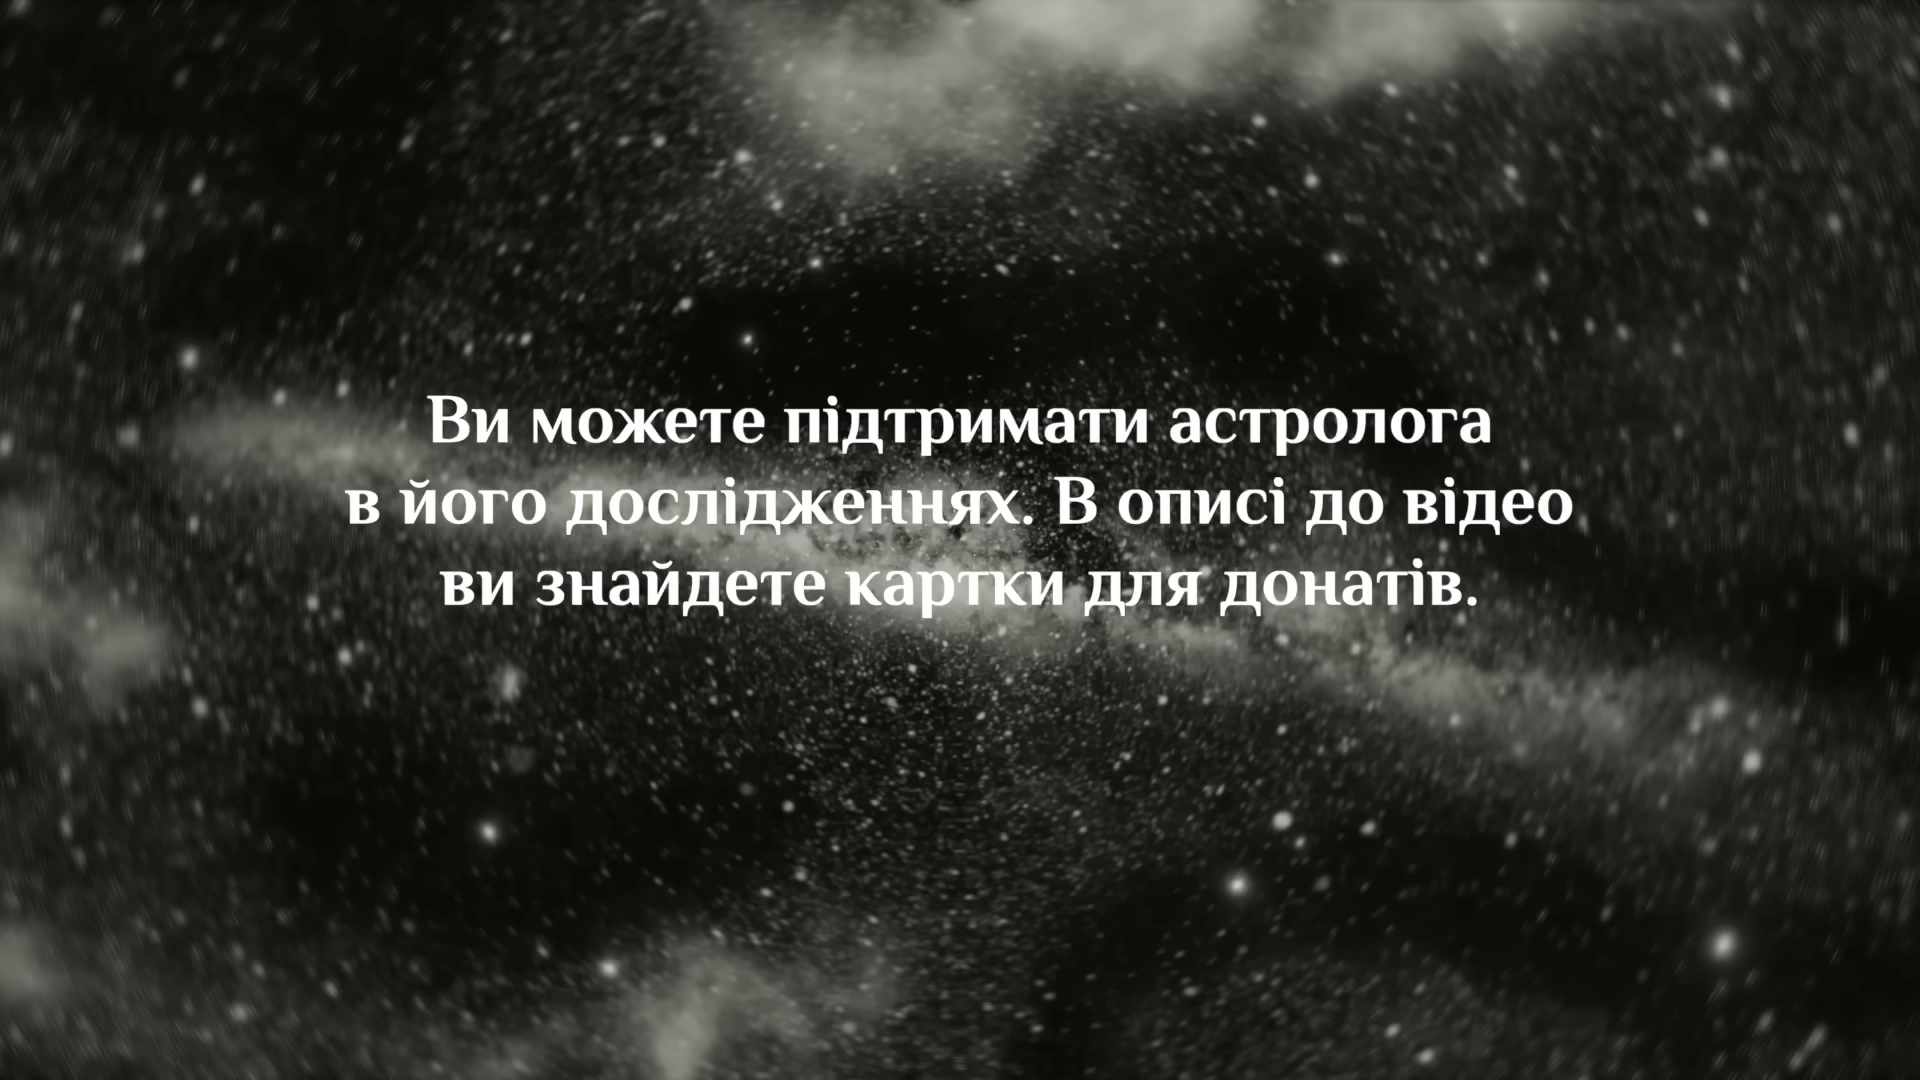 Ви можете підтримати астролога
в його дослідженнях. В описі до відео
ви знайдете картки для донатів.